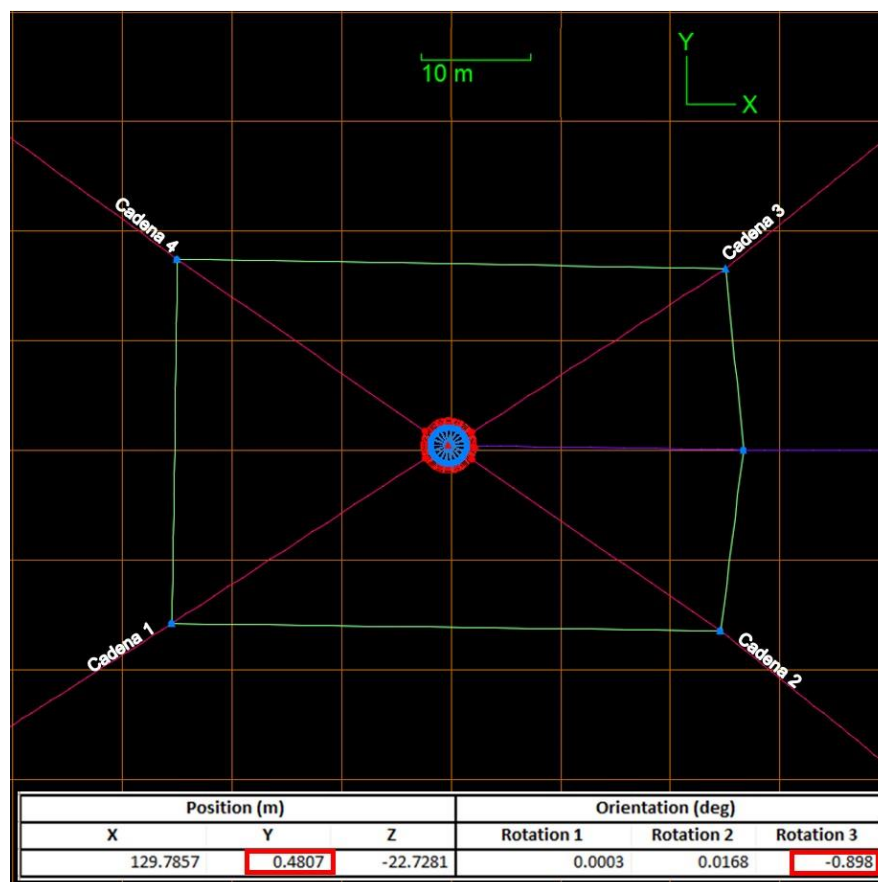 Y
10 m
X
Cadena 4
Cadena 3
Cadena 1
Cadena 2
Position (m) Orientation (deg)
X Y Z Rotation 1 Rotation 2 Rotation 3
129.7857 0.4807 -22.7281 0.0003 0.0168 -0.898